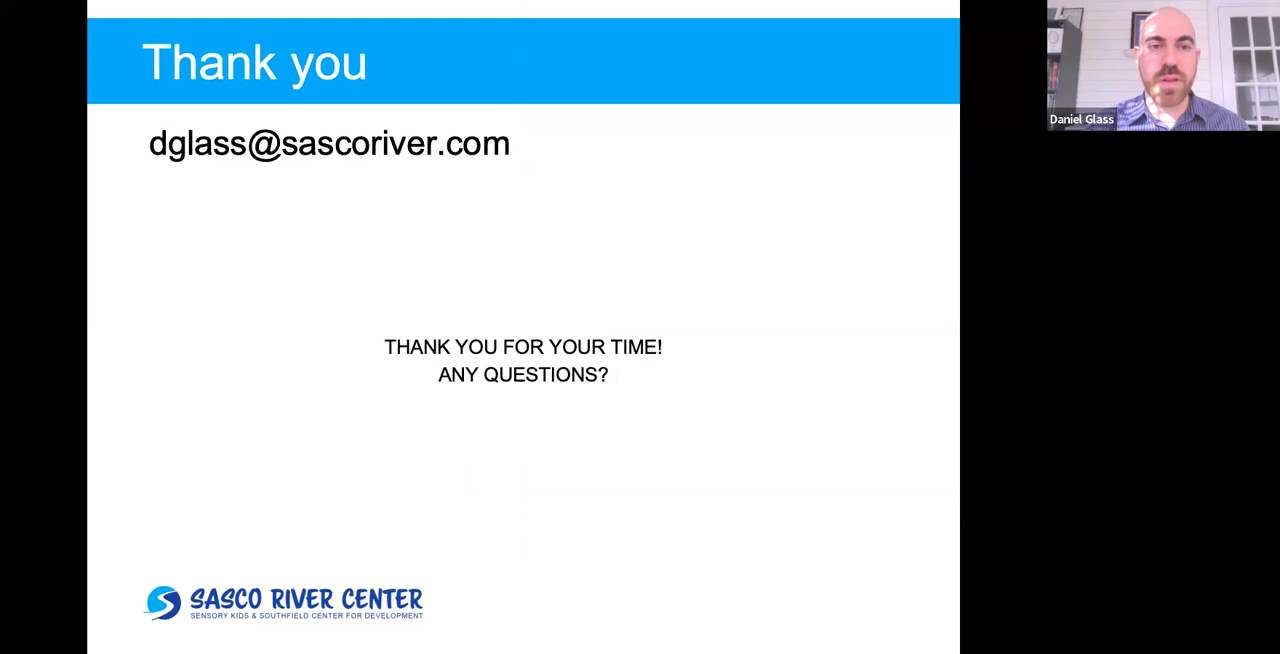 Thank you
dglass@sascoriver.com
THANK YOU FOR YOUR TIME!
ANY QUESTIONS?
SASCO RIVER CENTER
SENSORY KIDS & SOUTHFIELD CENTER FOR DEVELOPMENT
Daniel Glass